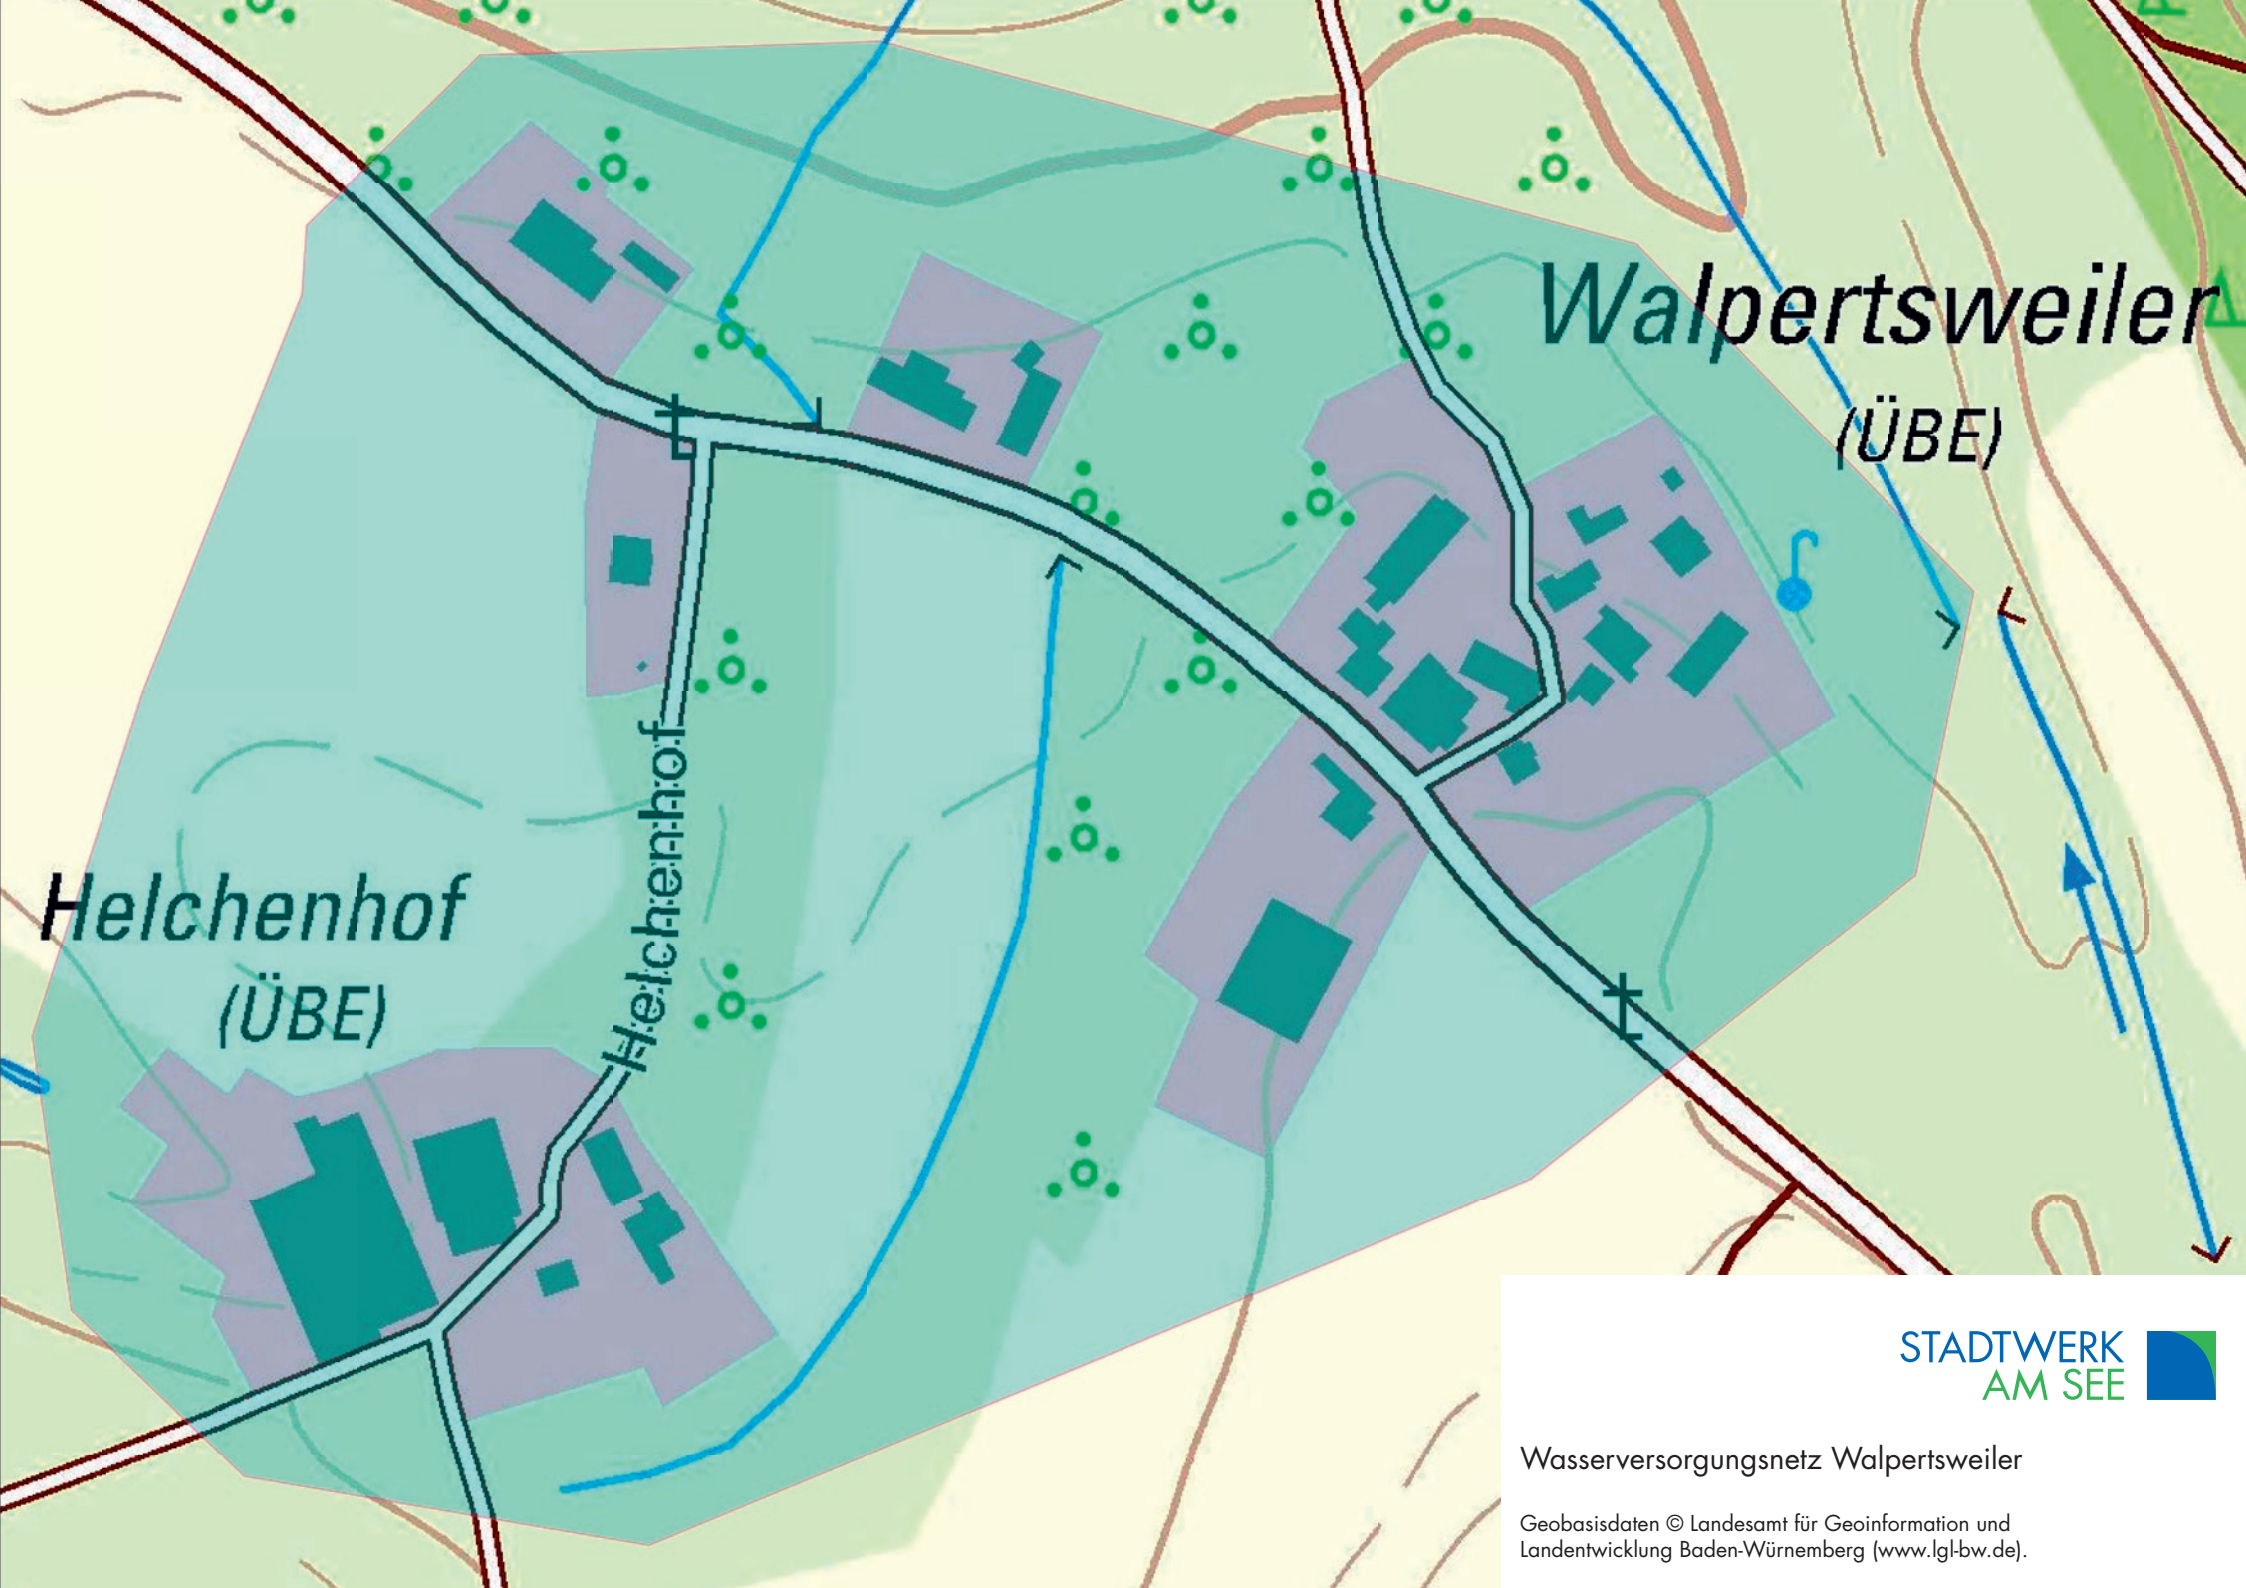 Walpertsweiler
(ÜBE)
Helchenhof
Helchenhof
(ÜBE)
STADTWERK
AM SEE
Wasserversorgungsnetz Walpertsweiler
Geobasisdaten © Landesamt für Geoinformation und
Landentwicklung Baden-Würnemberg (www.lgl-bw.de).